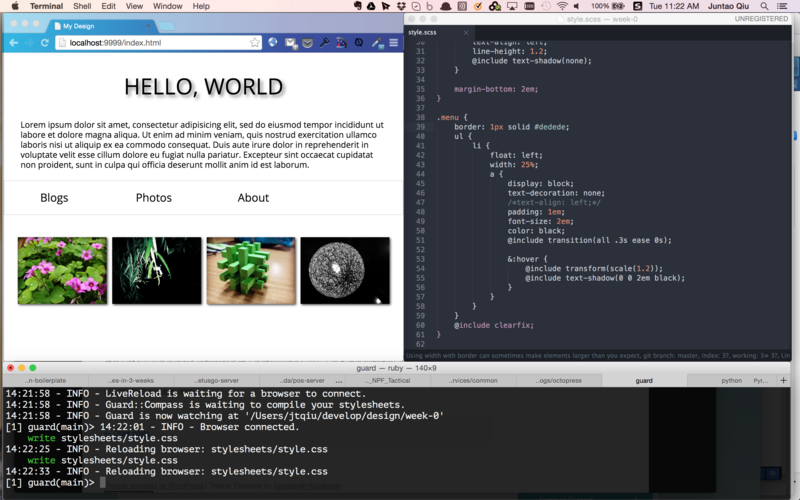 Terminal Shell Edit View Window Help
100% Tue 11:22 AM Juntao Qiu
My Design
localhost:9999/index.html
HELLO, WORLD
Lorem ipsum dolor sit amet, consectetur adipisicing elit, sed do eiusmod tempor incididunt ut
labore et dolore magna aliqua. Ut enim ad minim veniam, quis nostrud exercitation ullamco
laboris nisi ut aliquip ex ea commodo consequat. Duis aute irure dolor in reprehenderit in
voluptate velit esse cillum dolore eu fugiat nulla pariatur. Excepteur sint occaecat cupidatat
non proident, sunt in culpa qui officia deserunt mollit anim id est laborum.
Blogs Photos About
style.scss — week-0 UNREGISTERED
style.scss
30 text-align: left;
31 line-height: 1.2;
32 @include text-shadow(none);
33 }
34
35 margin-bottom: 2em;
36 }
37
38 .menu {
39 border: 1px solid #dedede;
40 ul {
41 li {
42 float: left;
43 width: 25%;
44 a {
45 display: block;
46 text-decoration: none;
47 /*text-align: left;*/
48 padding: 1em;
49 font-size: 2em;
50 color: black;
51 @include transition(all .3s ease 0s);
52
53 &:hover {
54 @include transform(scale(1.2));
55 @include text-shadow(0 0 2em black);
56 }
57 }
58 }
59 }
60 @include clearfix;
61 }
62
Using width with border can sometimes make elements larger than you expect, git branch: master, index: 3?, working: 3≠ 3?, Lin
guard — ruby — 140×9
..n-boilerplate ..es-in-3-weeks ..etusgo-server ..da/pos-server ... .._NPF_Tactical ..rvices/common ..ogs/octopress guard python Pyt...
14:21:58 - INFO - LiveReload is waiting for a browser to connect.
14:21:58 - INFO - Guard::Compass is waiting to compile your stylesheets.
14:21:58 - INFO - Guard is now watching at '/Users/jtqiu/develop/design/week-0'
[1] guard(main)> 14:22:01 - INFO - Browser connected.
write stylesheets/style.css
14:22:25 - INFO - Reloading browser: stylesheets/style.css
write stylesheets/style.css
14:22:33 - INFO - Reloading browser: stylesheets/style.css
[1] guard(main)>